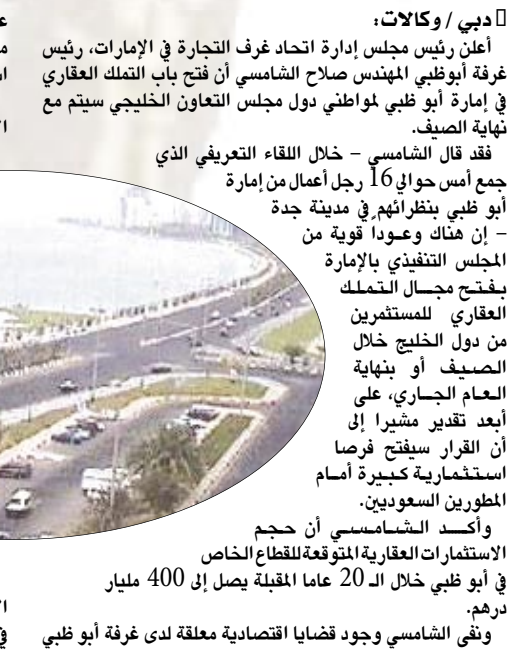 دبي / وكالات:
أعلن رئيس مجلس إدارة اتحاد غرف التجارة في الإمارات، رئيس
غرفة أبوظبي المهندس صلاح الشامسي أن فتح باب التملك العقاري
في إمارة أبو ظبي لمواطني دول مجلس التعاون الخليجي سيتم مع
نهاية الصيف.
فقد قال الشامسي – خلال اللقاء التعريفي الذي
جمع أمس حوالي 16 رجل أعمال من إمارة
أبو ظبي بنظرائهم في مدينة جدة
– إن هناك وعوداً قوية من
المجلس التنفيذي بالإمارة
بفتح مجال التملك
العقاري للمستثمرين
من دول الخليج خلال
الصيف أو بنهاية
العام الجاري، على
أبعد تقدير مشيرا إلى
أن القرار سيفتح فرصا
استثمارية كبيرة أمام
المطورين السعوديين.
وأكد الشامسي أن حجم
الاستثمارات العقارية المتوقعة للقطاع الخاص
في أبو ظبي خلال الـ 20 عاما المقبلة يصل إلى 400 مليار
درهم.
ونفى الشامسي وجود قضايا اقتصادية معلقة لدى غرفة أبو ظبي